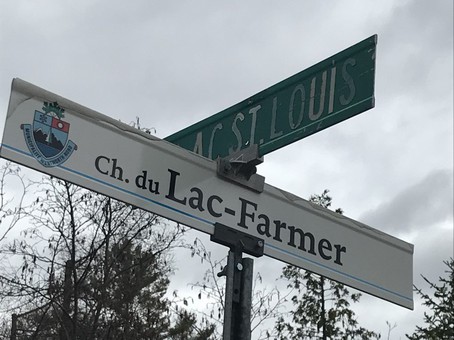 AC ST. LOUIS
Ch. du Lac-Farmer